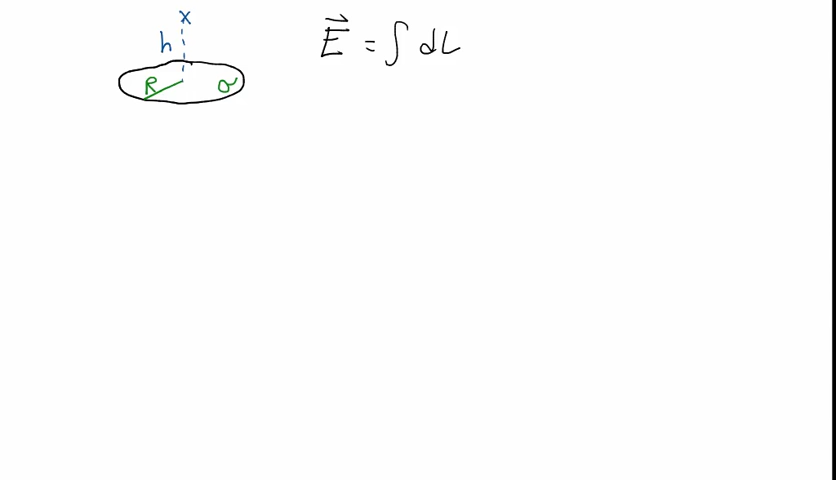 x
h
R σ
E⃗ = ∫ dL